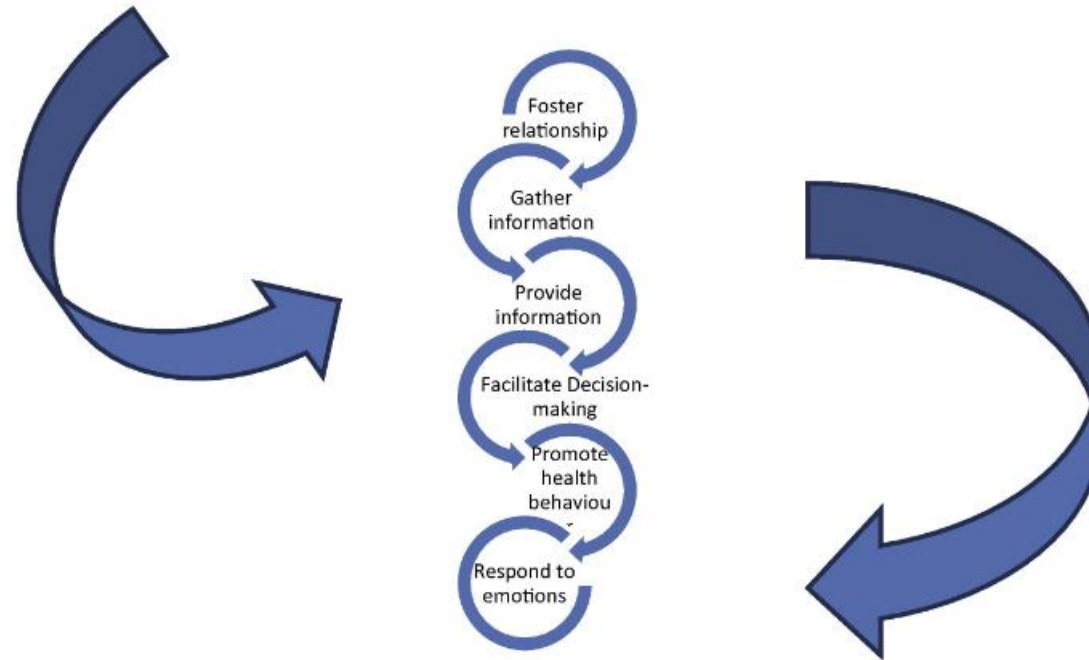 Foster
relationship
Gather
information
Provide
information
Facilitate Decision-
making
Promote
health
behaviou
Respond to
emotions